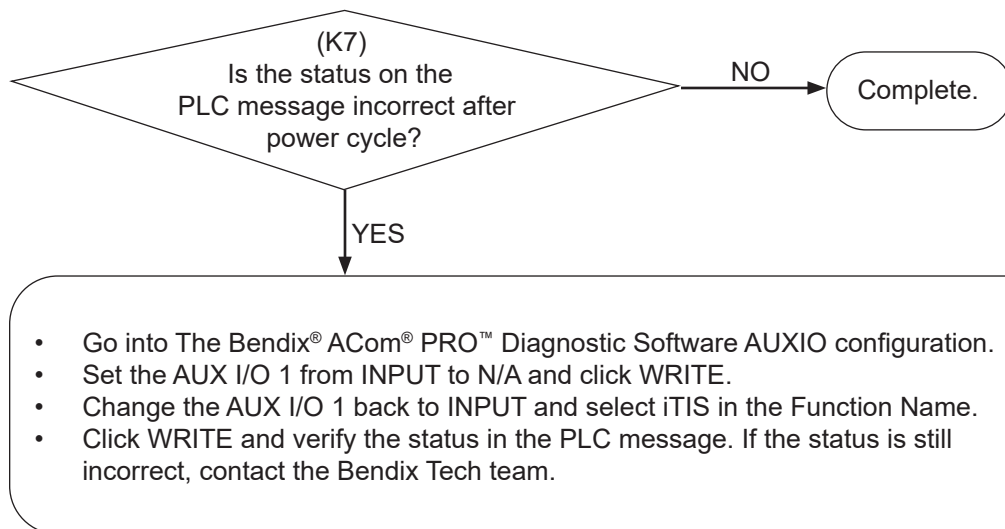 (K7)
Is the status on the
PLC message incorrect after
power cycle?
NO
Complete.
YES
• Go into The Bendix® ACom® PRO™ Diagnostic Software AUXIO configuration.
• Set the AUX I/O 1 from INPUT to N/A and click WRITE.
• Change the AUX I/O 1 back to INPUT and select iTIS in the Function Name.
• Click WRITE and verify the status in the PLC message. If the status is still
incorrect, contact the Bendix Tech team.